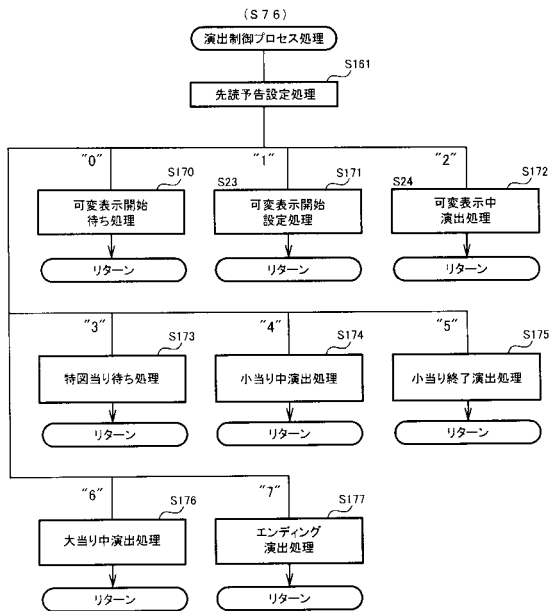 (S76)
演出制御プロセス処理
S161
先読予告設定処理
"0"
S170
可変表示開始
待ち処理
リターン
"1"
S23
S171
可変表示開始
設定処理
リターン
"2"
S24
S172
可変表示中
演出処理
リターン
"3"
S173
特図当り待ち処理
リターン
"4"
S174
小当り中演出処理
リターン
"5"
S175
小当り終了演出処理
リターン
"6"
S176
大当り中演出処理
リターン
"7"
S177
エンディング
演出処理
リターン